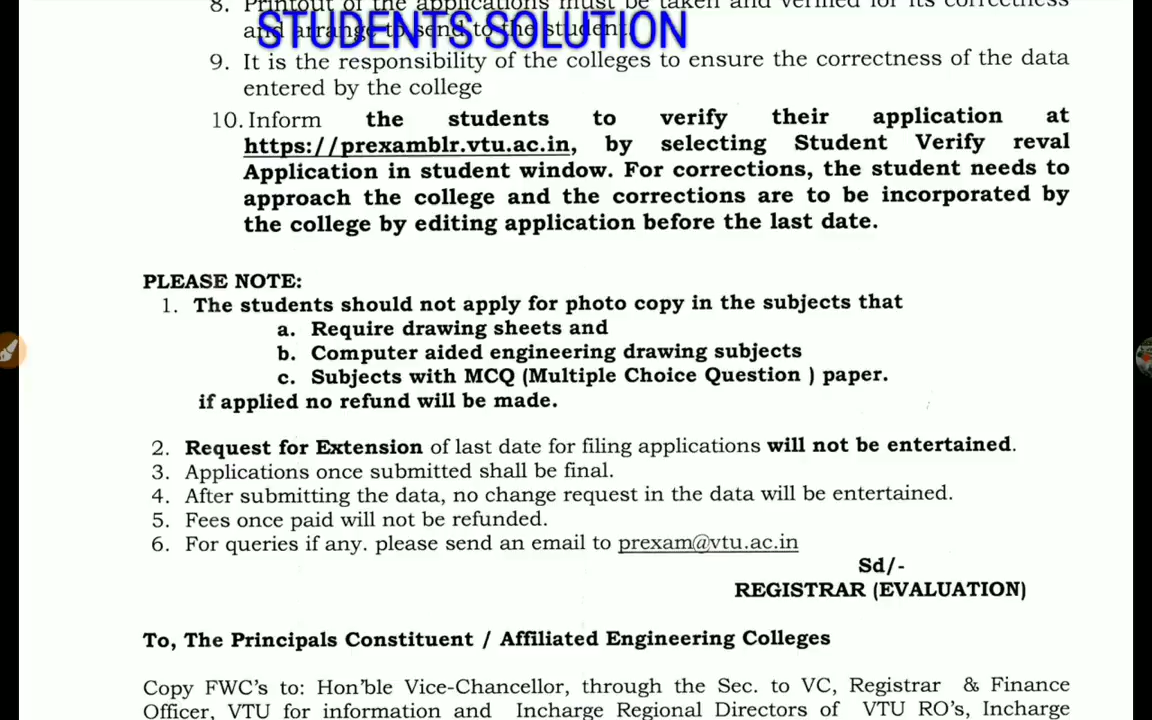 8. Printout of the applications must be taken and verified for its correctness
and arrange to send to the student.
STUDENTS SOLUTION
9. It is the responsibility of the colleges to ensure the correctness of the data
entered by the college
10. Inform the students to verify their application at
https://prexamblr.vtu.ac.in, by selecting Student Verify reval
Application in student window. For corrections, the student needs to
approach the college and the corrections are to be incorporated by
the college by editing application before the last date.
PLEASE NOTE:
1. The students should not apply for photo copy in the subjects that
a. Require drawing sheets and
b. Computer aided engineering drawing subjects
c. Subjects with MCQ (Multiple Choice Question ) paper.
if applied no refund will be made.
2. Request for Extension of last date for filing applications will not be entertained.
3. Applications once submitted shall be final.
4. After submitting the data, no change request in the data will be entertained.
5. Fees once paid will not be refunded.
6. For queries if any. please send an email to prexam@vtu.ac.in
Sd/-
REGISTRAR (EVALUATION)
To, The Principals Constituent / Affiliated Engineering Colleges
Copy FWC's to: Hon'ble Vice-Chancellor, through the Sec. to VC, Registrar & Finance
Officer, VTU for information and Incharge Regional Directors of VTU RO's, Incharge